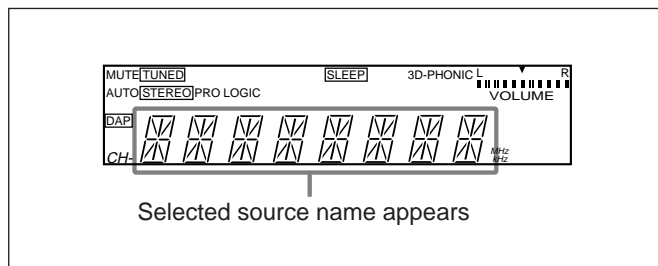 MUTE TUNED SLEEP 3D-PHONIC L R
AUTO STEREO PRO LOGIC VOLUME
DAP
CH- MHz
kHz
Selected source name appears